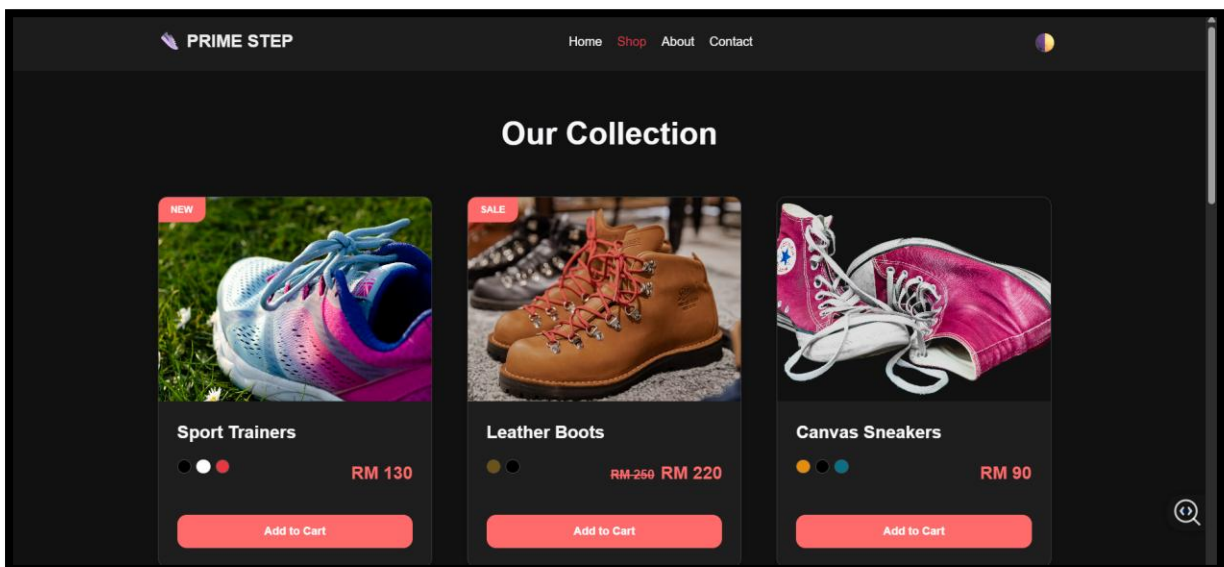 PRIME STEP
Home Shop About Contact
Our Collection
NEW
SALE
Sport Trainers
RM 130
Add to Cart
Leather Boots
RM 250 RM 220
Add to Cart
Canvas Sneakers
RM 90
Add to Cart